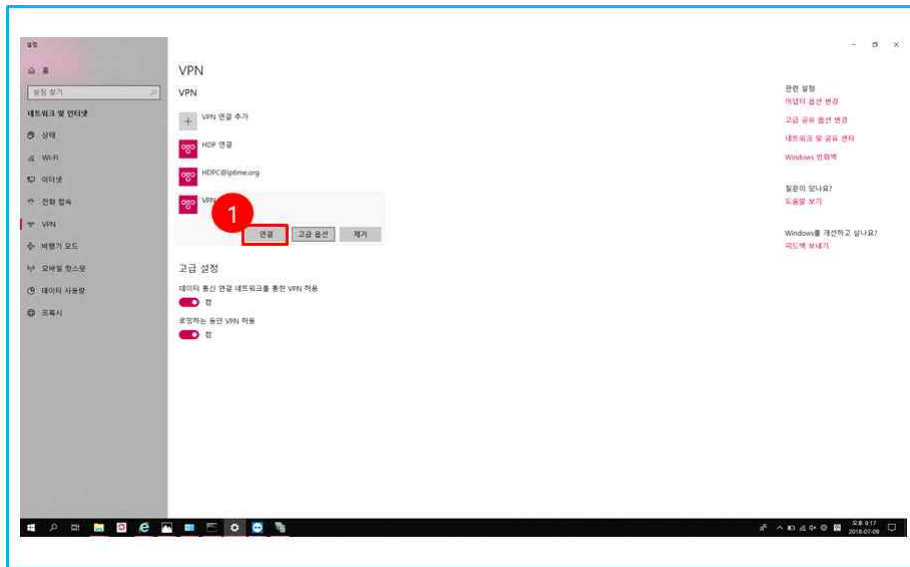 설정
홈
설정 찾기
네트워크 및 인터넷
상태
Wi-Fi
이더넷
전화 접속
VPN
비행기 모드
모바일 핫스팟
데이터 사용량
프록시
VPN
VPN
VPN 연결 추가
HDP 연결
HDPC@iptime.org
VPN
1
연결
고급 옵션
제거
고급 설정
데이터 통신 연결 네트워크를 통한 VPN 허용
켬
로밍하는 동안 VPN 허용
켬
관련 설정
어댑터 옵션 변경
고급 공유 옵션 변경
네트워크 및 공유 센터
Windows 방화벽
질문이 있나요?
도움말 보기
Windows를 개선하고 싶나요?
피드백 보내기
오후 9:17
2018-07-09